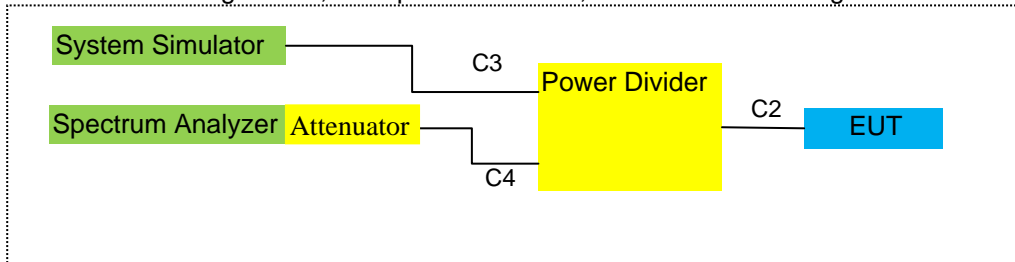 System Simulator
C3
Power Divider
C2
Spectrum Analyzer Attenuator
EUT
C4